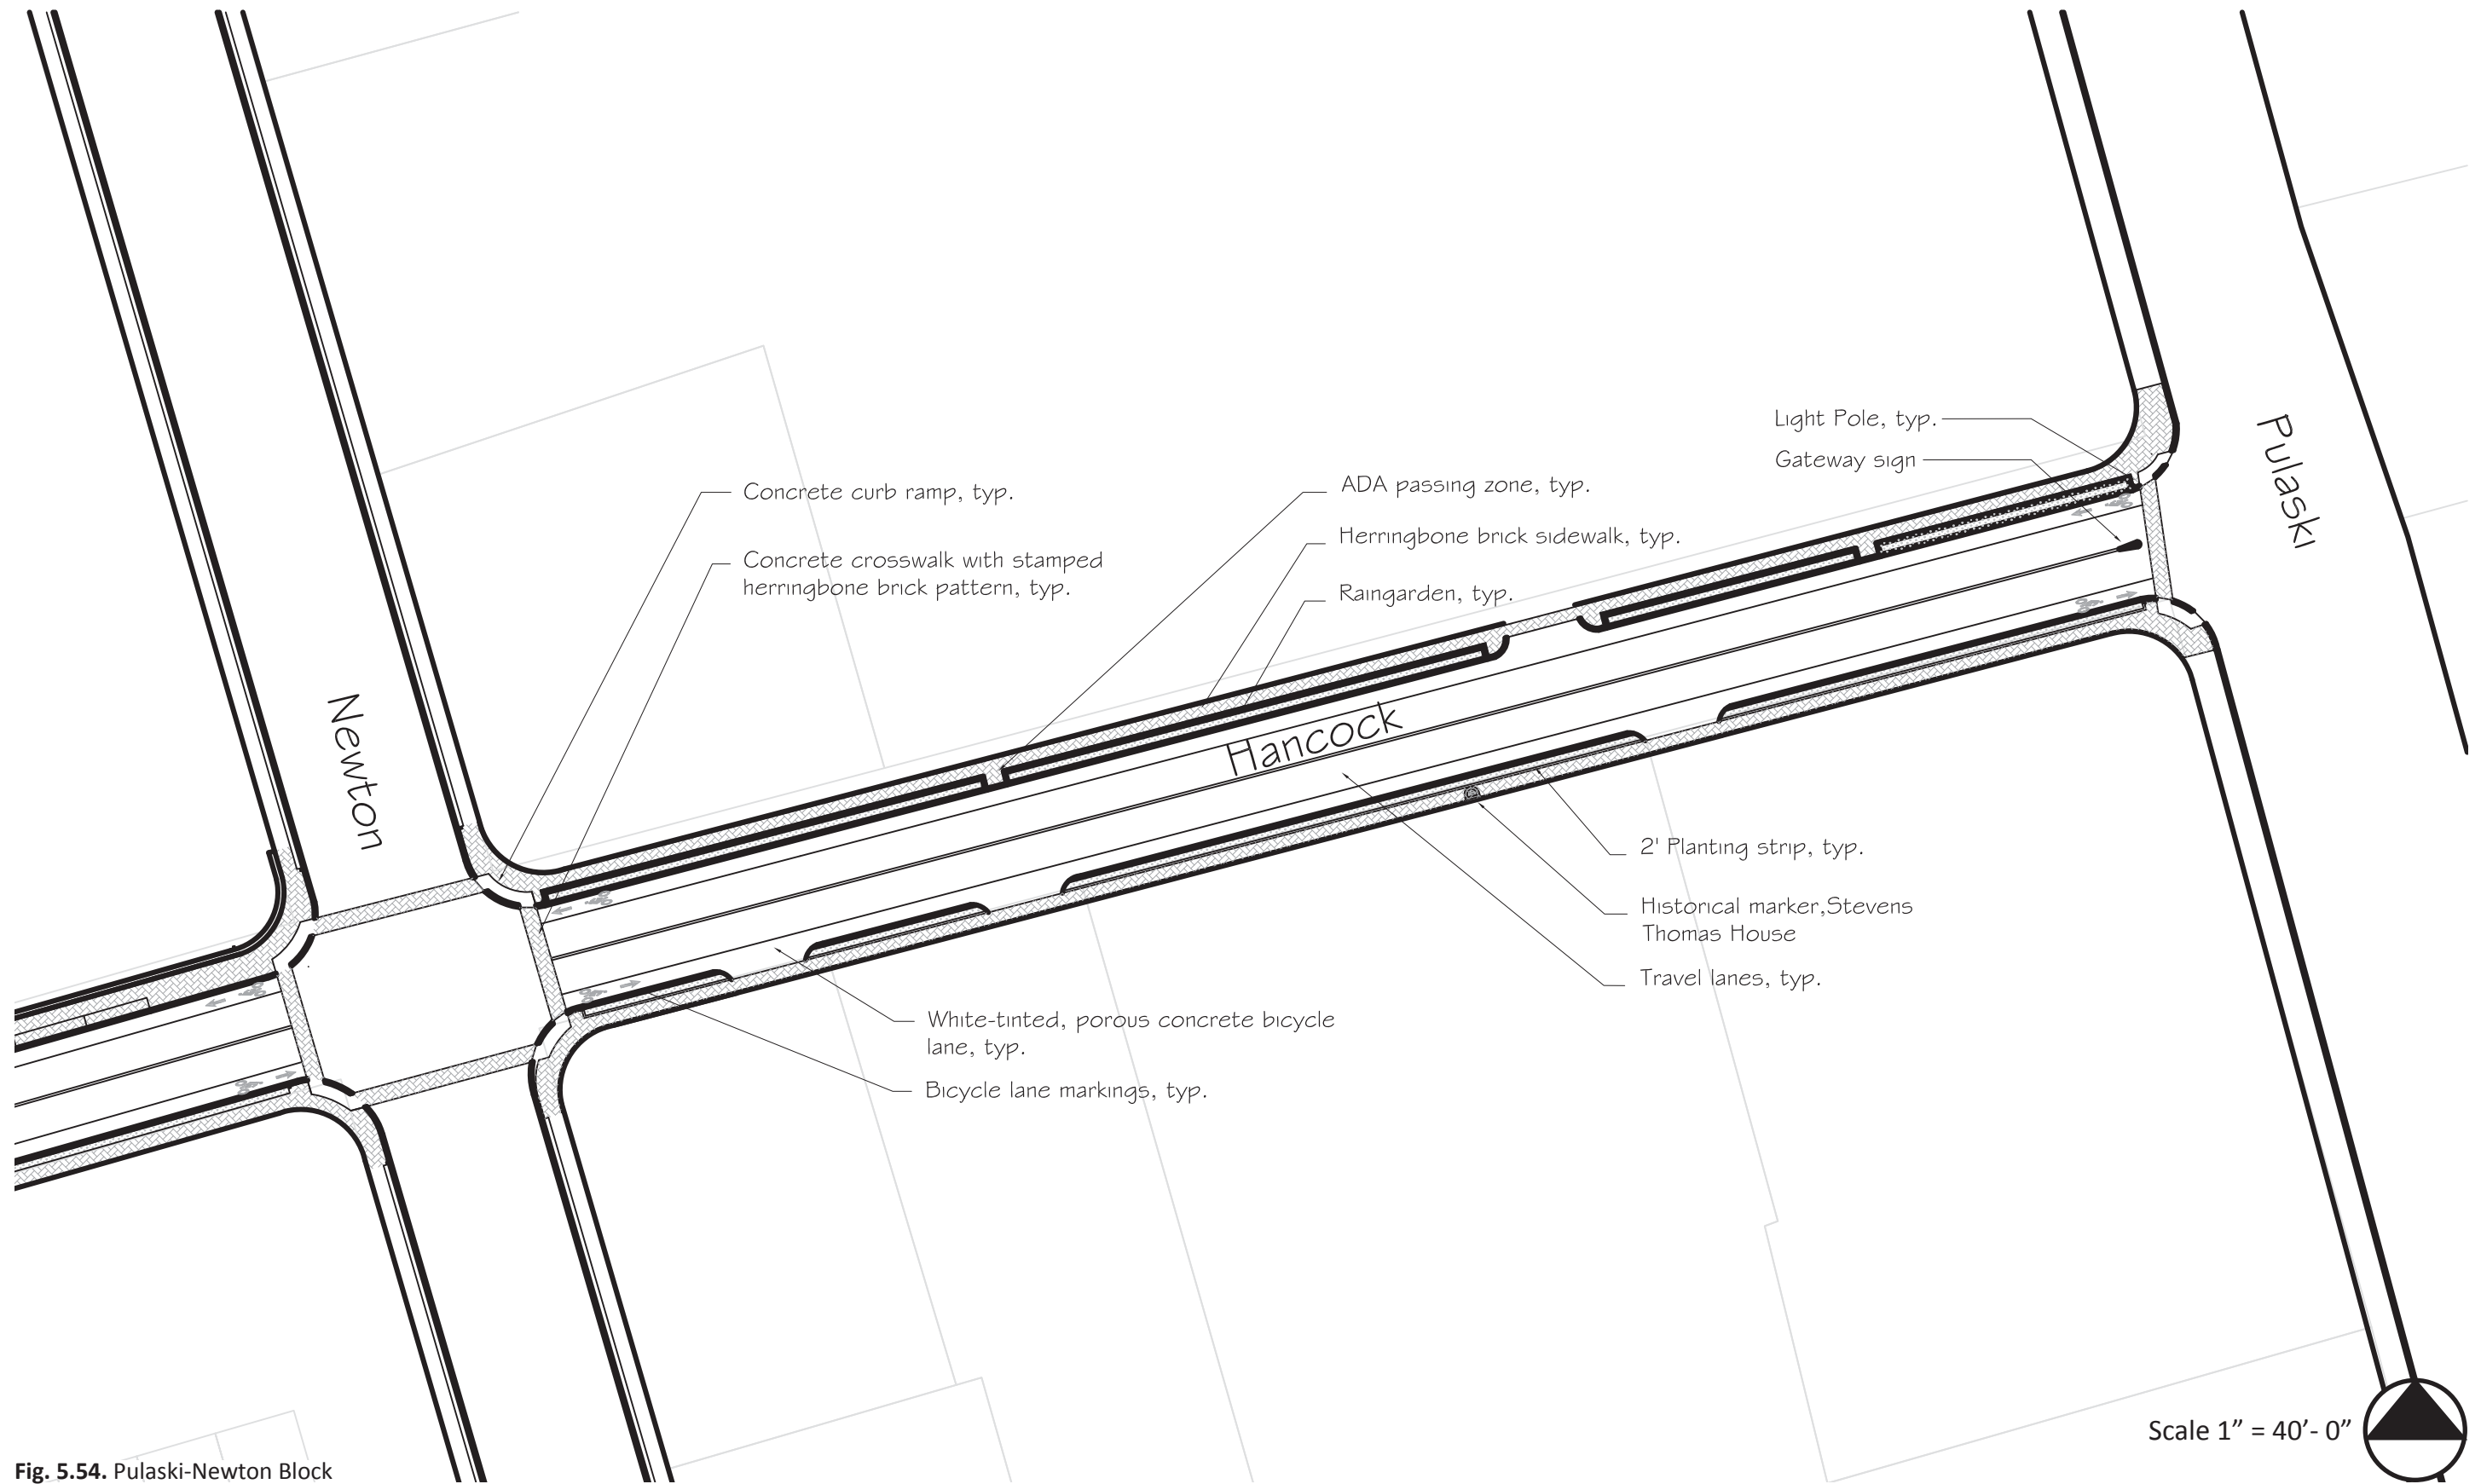 Light Pole, typ.
Gateway sign
Pulaski
Concrete curb ramp, typ.
ADA passing zone, typ.
Herringbone brick sidewalk, typ.
Concrete crosswalk with stamped
herringbone brick pattern, typ.
Raingarden, typ.
Newton
Hancock
2' Planting strip, typ.
Historical marker,Stevens
Thomas House
Travel lanes, typ.
White-tinted, porous concrete bicycle
lane, typ.
Bicycle lane markings, typ.
Scale 1” = 40’- 0”
Fig. 5.54. Pulaski-Newton Block